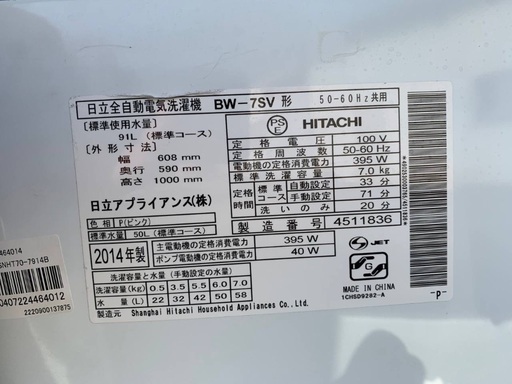 日立全自動電気洗濯機 BW-7SV 形 50-60Hz共用
[標準使用水量]
91L (標準コース)
[外形寸法]
幅 608 mm
奥行 590 mm
高さ 1000 mm
日立アプライアンス(株)
色相 P(ピンク)
標準水量 50L (標準コース)
PSE HITACHI
定格電圧 100 V
定格周波数 50-60 Hz
電動機の定格消費電力 395 W
標準洗濯容量 7.0 kg
標準時間 標準コース 自動設定 33 分
手動設定 71 分
洗いのみ 20 分
製造番号 4511836
2014年製
主電動機の定格消費電力 395 W
排水電動機の定格消費電力 40 W
洗濯容量と水量 (手動設定の水量)
洗濯容量(kg) 0.5 3.5 5.5 6.0 7.0
水量 (L) 22 32 42 50 58
製造元 Shanghai Hitachi Household Appliances Co.,Ltd.
S JET
G
MADE IN CHINA
1CHSD9282-A
-P-
464014
SNHT7Q-7914B
04072246​4012
2220900137875